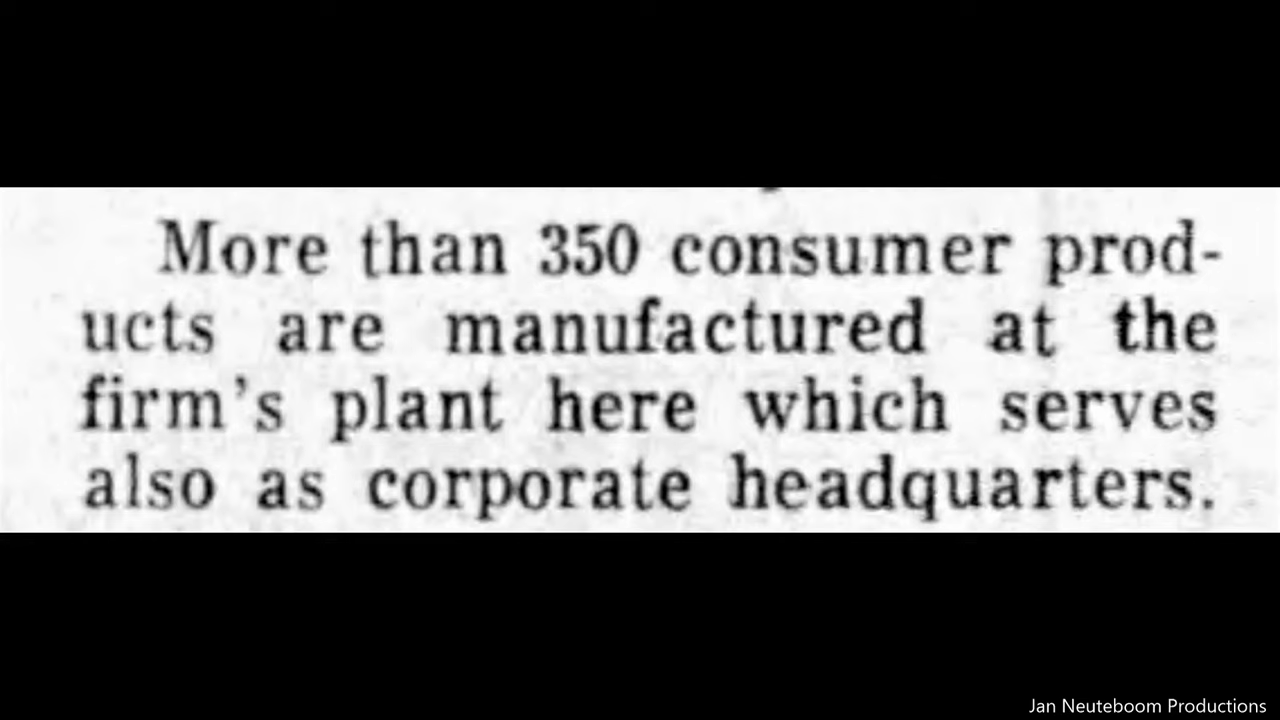 More than 350 consumer prod-
ucts are manufactured at the
firm's plant here which serves
also as corporate headquarters.
Jan Neuteboom Productions